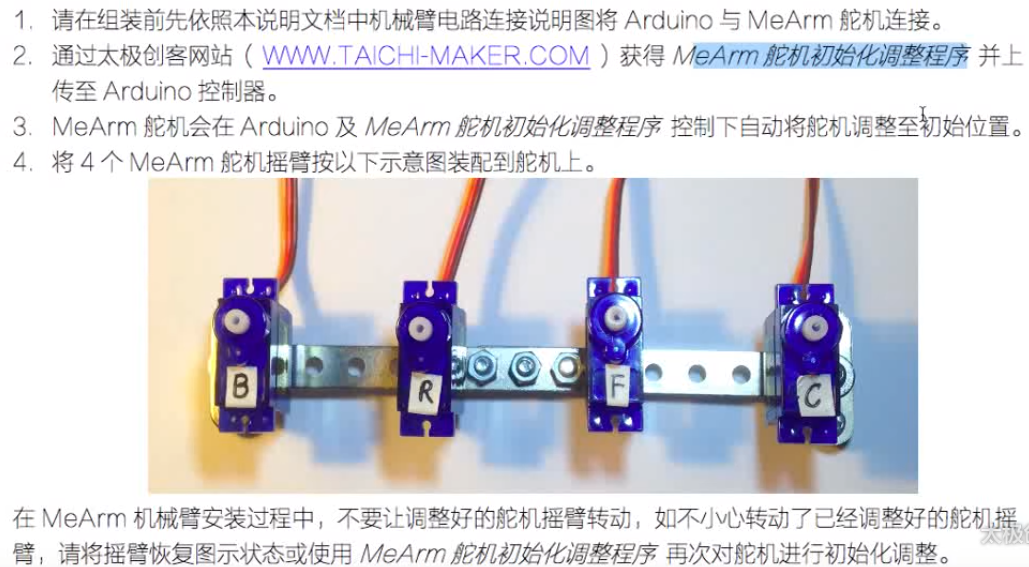 1. 请在组装前先依照本说明文档中机械臂电路连接说明图将 Arduino 与 MeArm 舵机连接。
2. 通过太极创客网站（ WWW.TAICHI-MAKER.COM ）获得 MeArm 舵机初始化调整程序 并上
传至 Arduino 控制器。
3. MeArm 舵机会在 Arduino 及 MeArm 舵机初始化调整程序 控制下自动将舵机调整至初始位置。
4. 将 4 个 MeArm 舵机摇臂按以下示意图装配到舵机上。
B R F C
在 MeArm 机械臂安装过程中，不要让调整好的舵机摇臂转动，如不小心转动了已经调整好的舵机摇
臂，请将摇臂恢复图示状态或使用 MeArm 舵机初始化调整程序 再次对舵机进行初始化调整。
太极